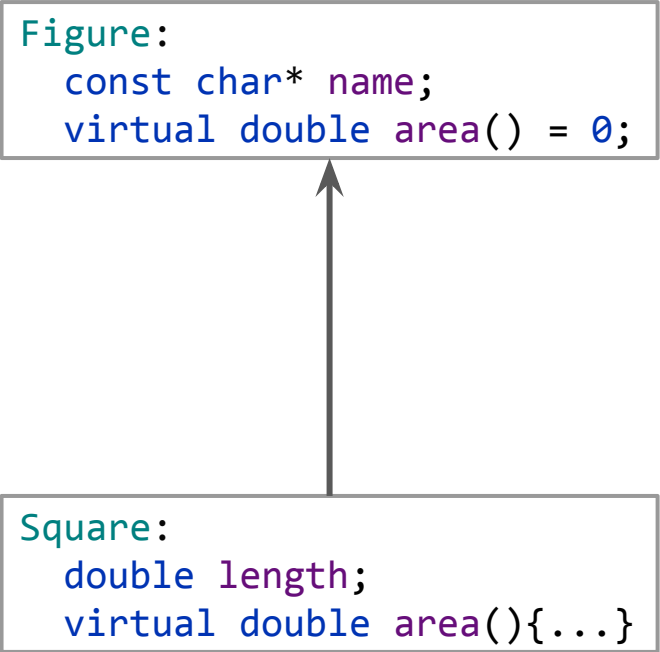 Figure:
const char* name;
virtual double area() = 0;
Square:
double length;
virtual double area(){...}